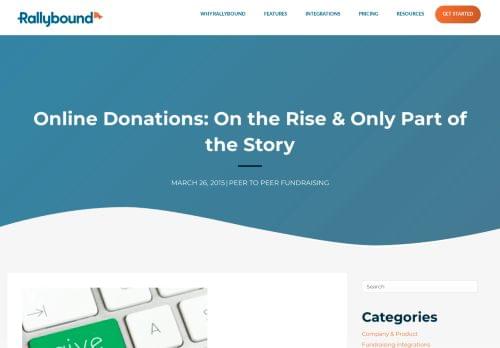 Rallybound
WHY RALLYBOUND
FEATURES
INTEGRATIONS
PRICING
RESOURCES
GET STARTED
Online Donations: On the Rise & Only Part of
the Story
MARCH 26, 2015 | PEER TO PEER FUNDRAISING
Search
A
give
Categories
Company & Product
Fundraising Integrations